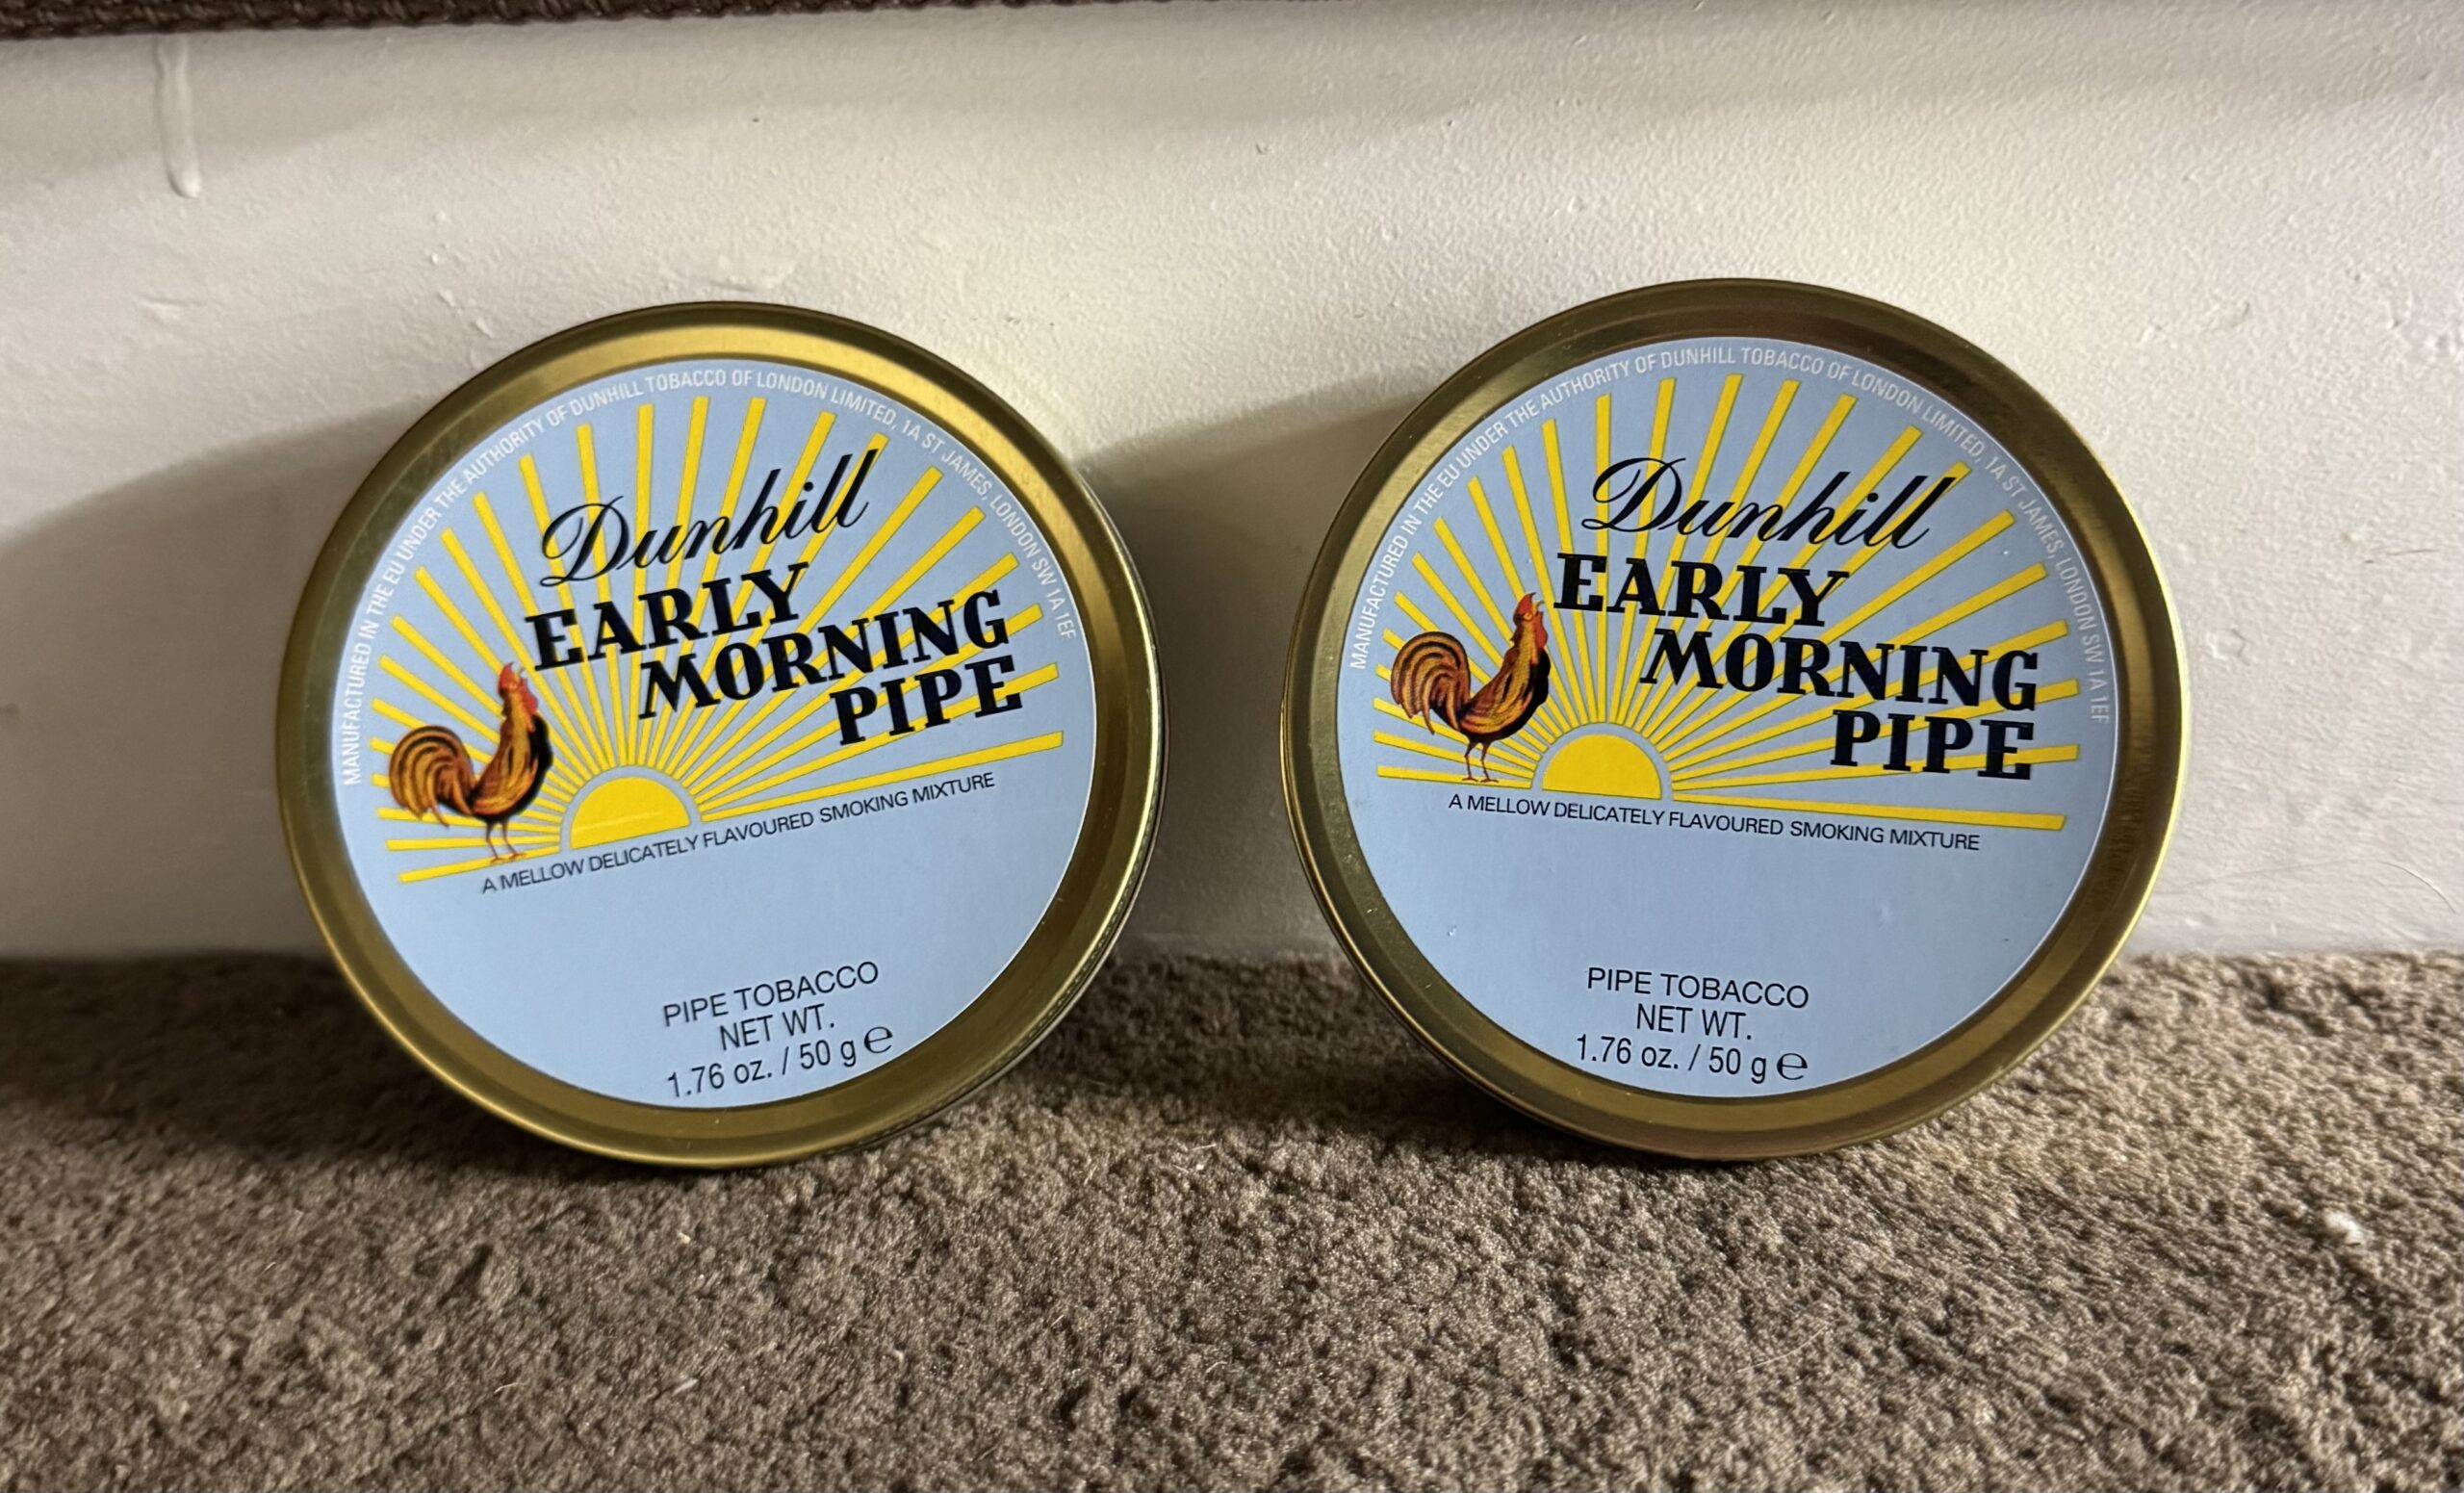 MANUFACTURED IN THE EU UNDER THE AUTHORITY OF DUNHILL TOBACCO OF LONDON LIMITED, 1A ST JAMES, LONDON SW 1A 1EF
Dunhill
EARLY
MORNING
PIPE
A MELLOW DELICATELY FLAVOURED SMOKING MIXTURE
PIPE TOBACCO
NET WT.
1.76 oz. / 50 g ℮
MANUFACTURED IN THE EU UNDER THE AUTHORITY OF DUNHILL TOBACCO OF LONDON LIMITED, 1A ST JAMES, LONDON SW 1A 1EF
Dunhill
EARLY
MORNING
PIPE
A MELLOW DELICATELY FLAVOURED SMOKING MIXTURE
PIPE TOBACCO
NET WT.
1.76 oz. / 50 g ℮